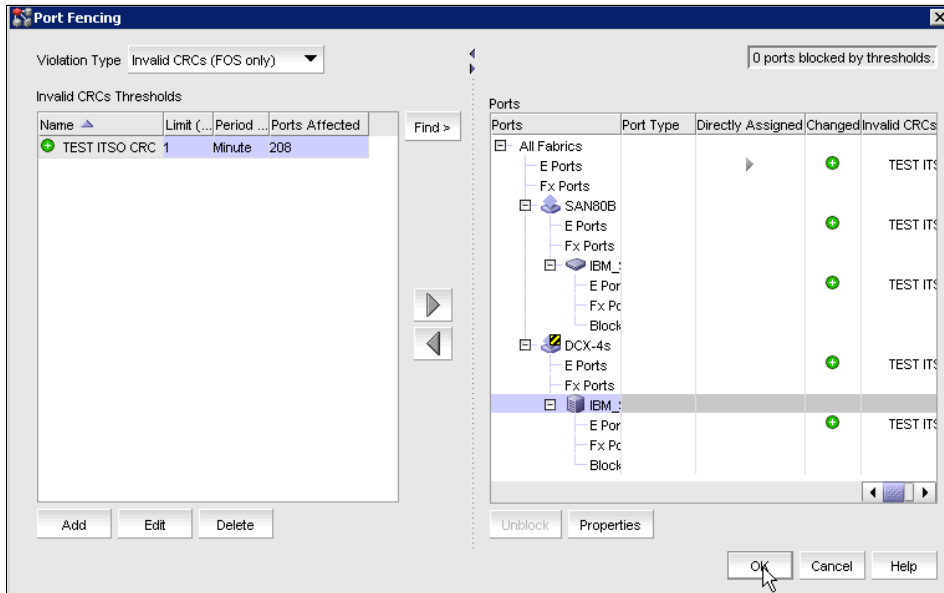 Port Fencing
Violation Type Invalid CRCs (FOS only)
0 ports blocked by thresholds.
Invalid CRCs Thresholds
Name Limit (... Period ... Ports Affected
TEST ITSO CRC 1 Minute 208
Find >
Ports
Ports Port Type Directly Assigned Changed Invalid CRCs
All Fabrics
E Ports TEST ITS
Fx Ports
SAN80B
E Ports TEST ITS
Fx Ports
IBM_S
E Por TEST ITS
Fx Po
Block
DCX-4s
E Ports TEST ITS
Fx Ports
IBM_S
E Por TEST ITS
Fx Po
Block
Add Edit Delete
Unblock Properties
OK Cancel Help